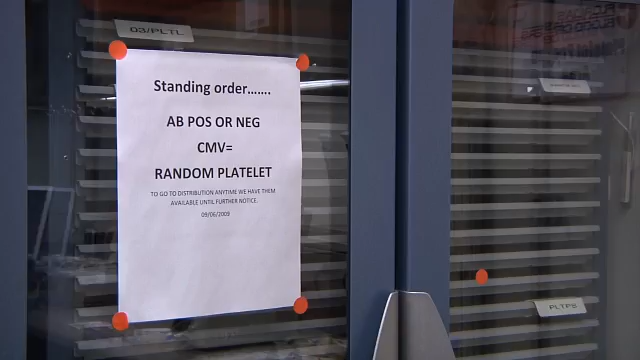 03/PLTL
Standing order.......
AB POS OR NEG
CMV=
RANDOM PLATELET
TO GO TO DISTRIBUTION ANYTIME WE HAVE THEM
AVAILABLE UNTIL FURTHER NOTICE.
09/06/2009
PLTPS